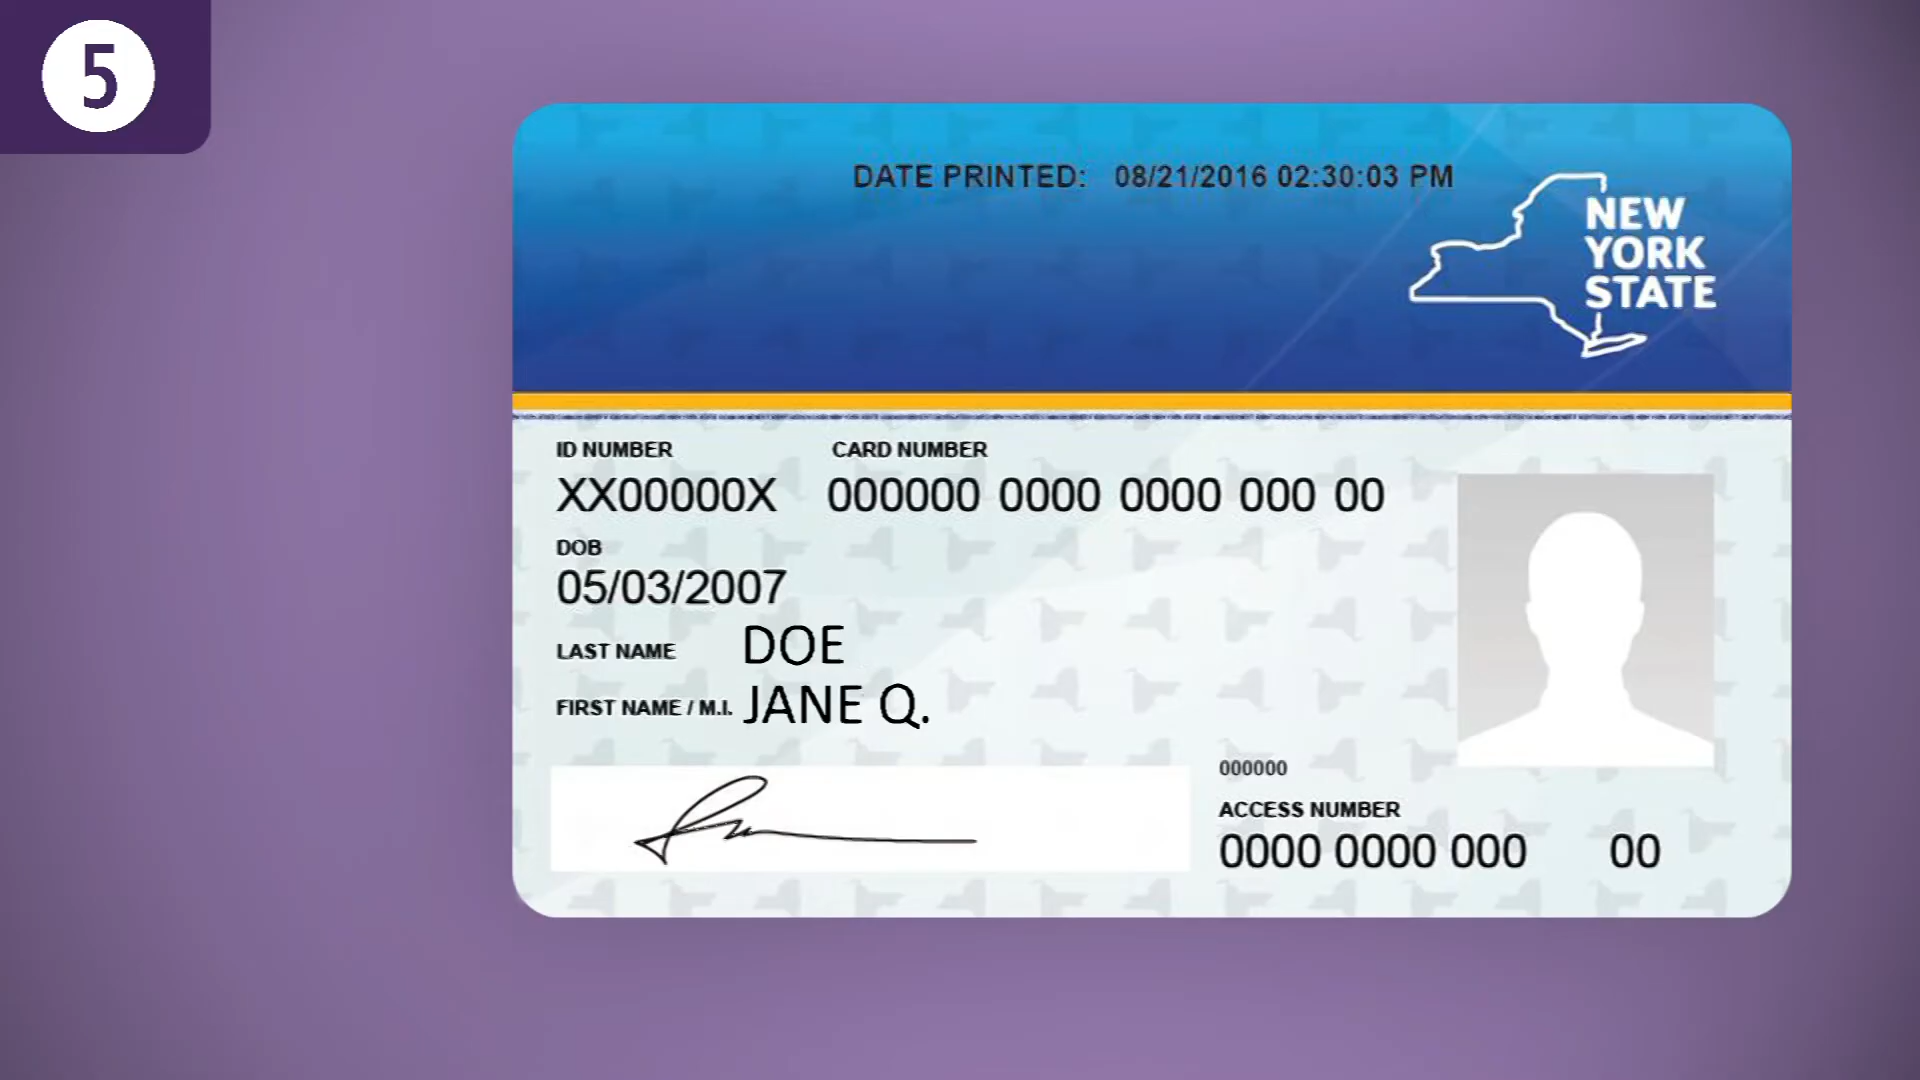 5
DATE PRINTED: 08/21/2016 02:30:03 PM
NEW
YORK
STATE
ID NUMBER CARD NUMBER
XX00000X 000000 0000 0000 000 00
DOB
05/03/2007
LAST NAME DOE
FIRST NAME / M.I. JANE Q.
000000
ACCESS NUMBER
0000 0000 000 00